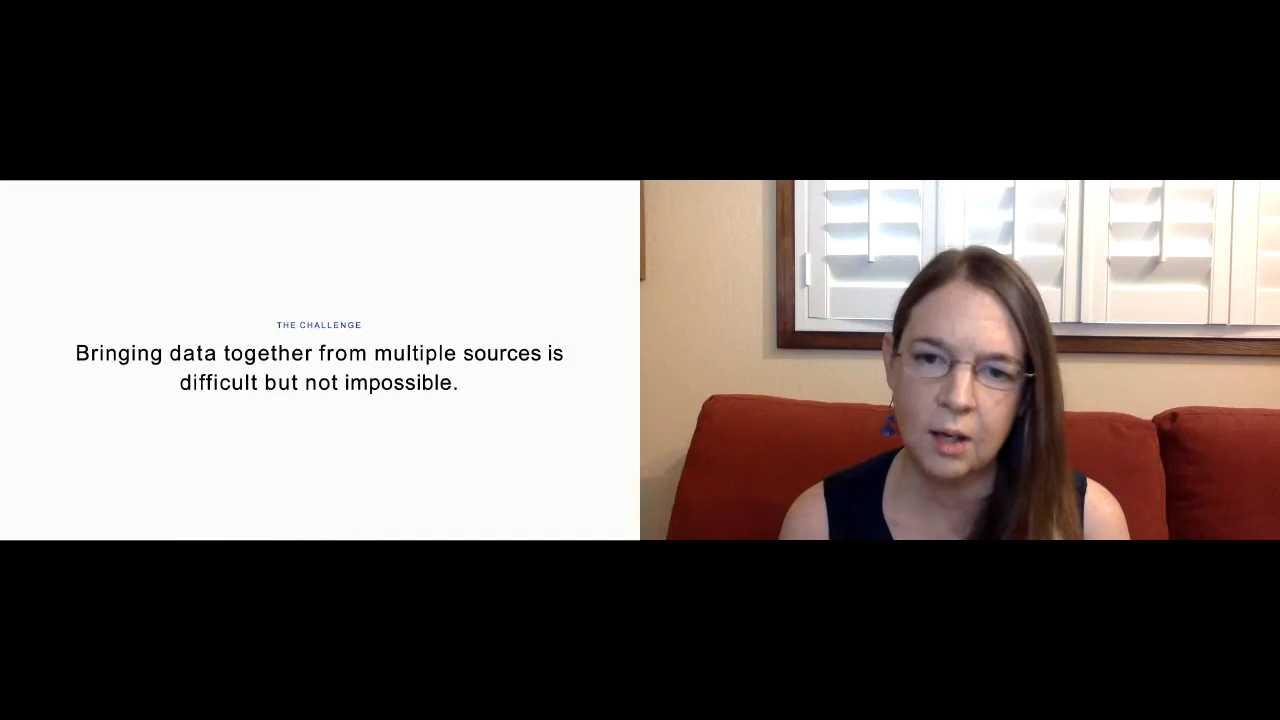 THE CHALLENGE
Bringing data together from multiple sources is
difficult but not impossible.